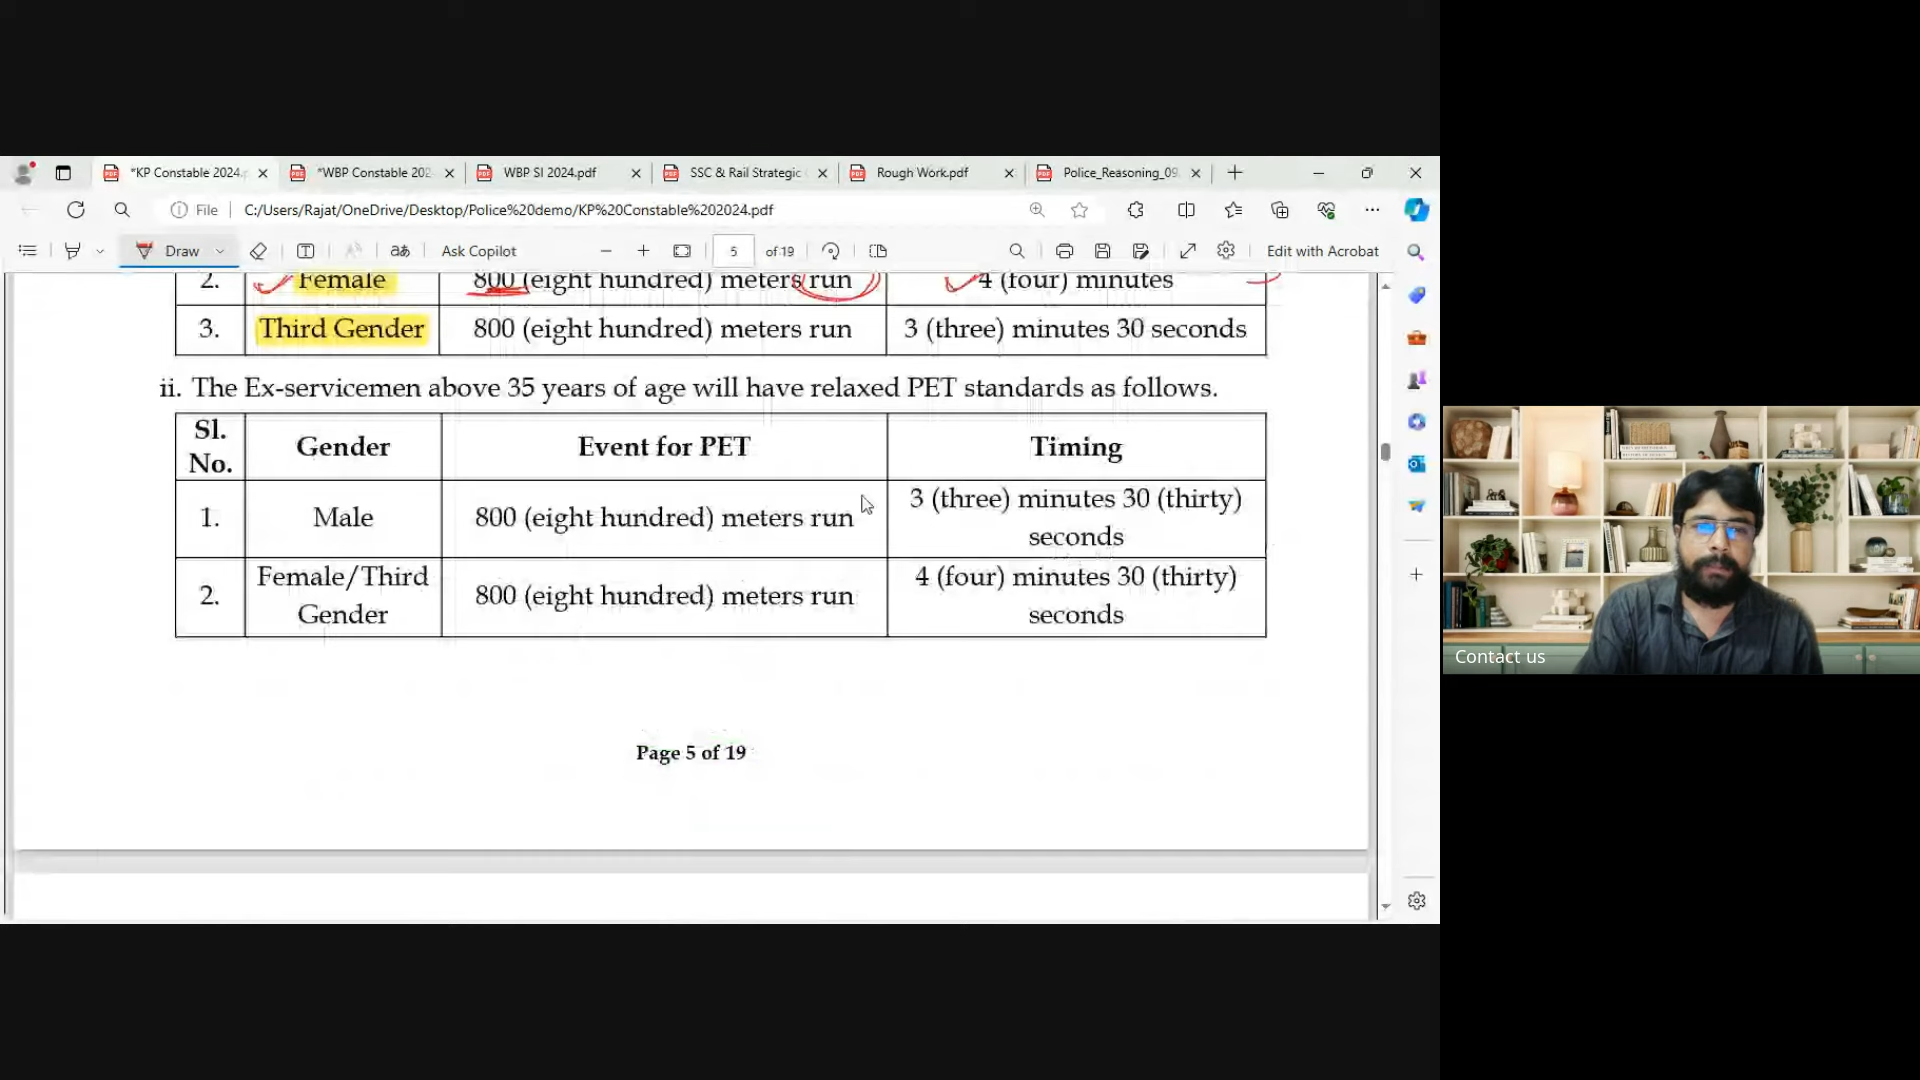 *KP Constable 2024.
*WBP Constable 202
WBP SI 2024.pdf
SSC & Rail Strategic
Rough Work.pdf
Police_Reasoning_09
File
C:/Users/Rajat/OneDrive/Desktop/Police%20demo/KP%20Constable%202024.pdf
Draw
Ask Copilot
5
of 19
Edit with Acrobat
2. Female 800 (eight hundred) meters run 4 (four) minutes
3. Third Gender 800 (eight hundred) meters run 3 (three) minutes 30 seconds
ii. The Ex-servicemen above 35 years of age will have relaxed PET standards as follows.
Sl.
No.
Gender
Event for PET
Timing
1.
Male
800 (eight hundred) meters run
3 (three) minutes 30 (thirty)
seconds
2.
Female/Third
Gender
800 (eight hundred) meters run
4 (four) minutes 30 (thirty)
seconds
Page 5 of 19
Contact us